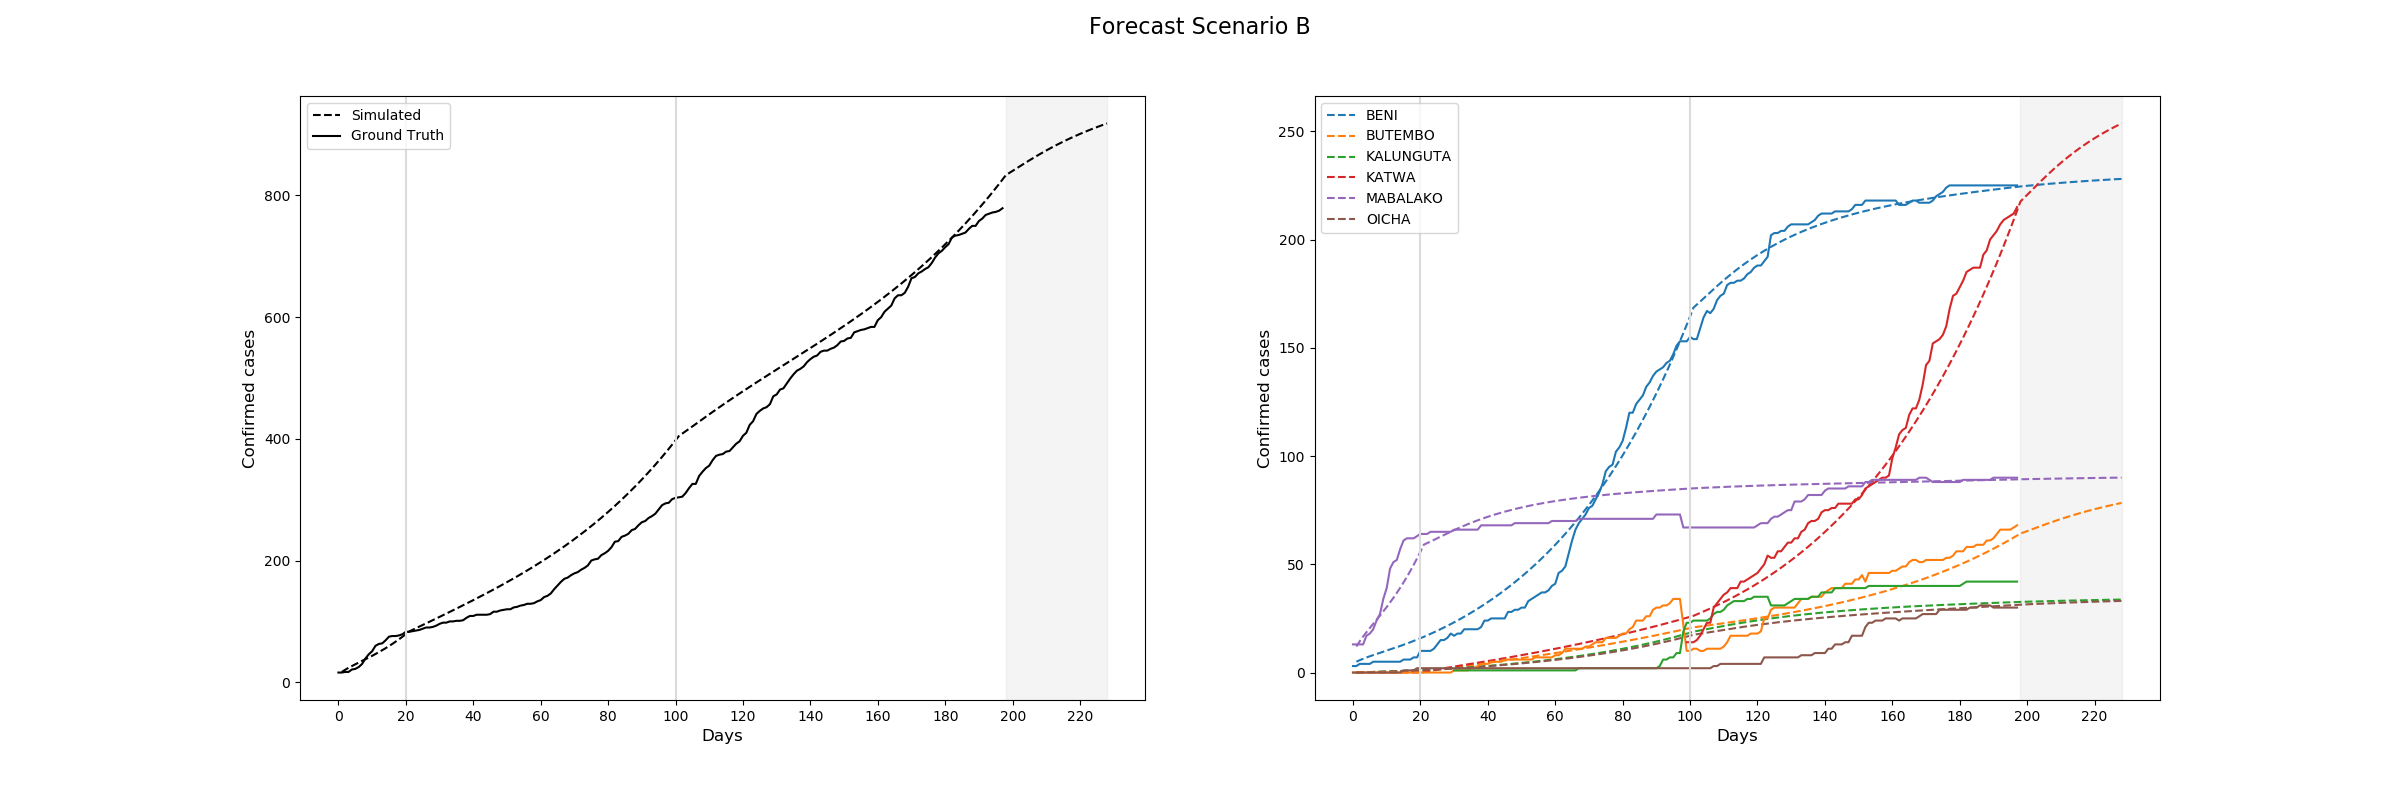 Forecast Scenario B
Simulated
Ground Truth
Confirmed cases
800
600
400
200
0
0 20 40 60 80 100 120 140 160 180 200 220
Days
BENI
BUTEMBO
KALUNGUTA
KATWA
MABALAKO
OICHA
Confirmed cases
250
200
150
100
50
0
0 20 40 60 80 100 120 140 160 180 200 220
Days